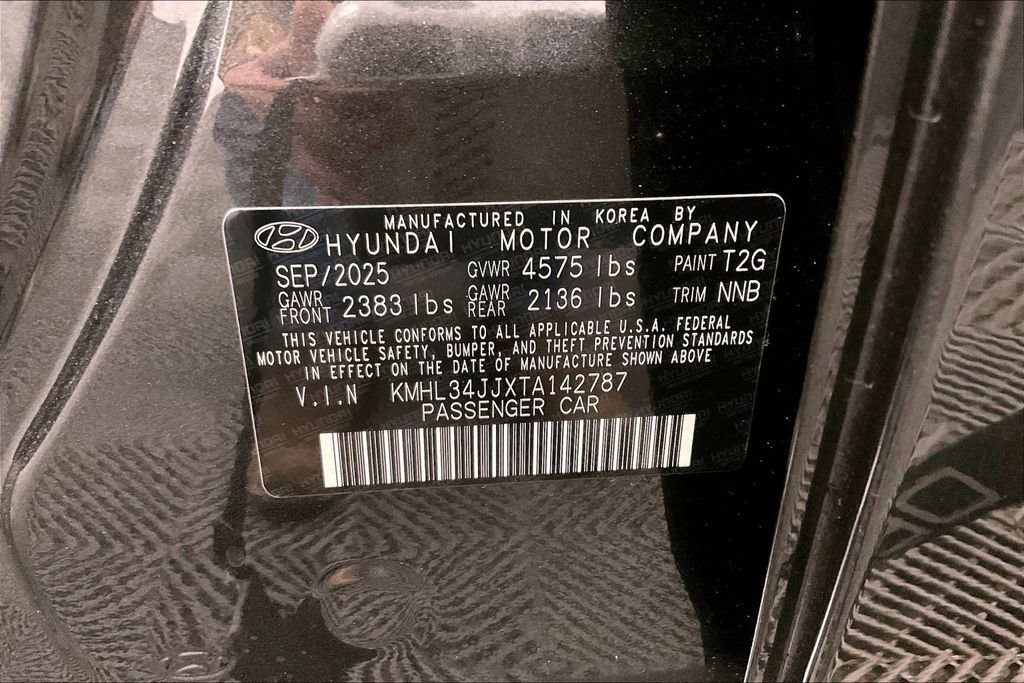 MANUFACTURED IN KOREA BY
HYUNDAI MOTOR COMPANY
SEP/2025 GVWR 4575 lbs PAINT T2G
GAWR FRONT 2383 lbs GAWR REAR 2136 lbs TRIM NNB
THIS VEHICLE CONFORMS TO ALL APPLICABLE U.S.A. FEDERAL
MOTOR VEHICLE SAFETY, BUMPER, AND THEFT PREVENTION STANDARDS
IN EFFECT ON THE DATE OF MANUFACTURE SHOWN ABOVE
V.I.N KMHL34JJXTA142787
PASSENGER CAR